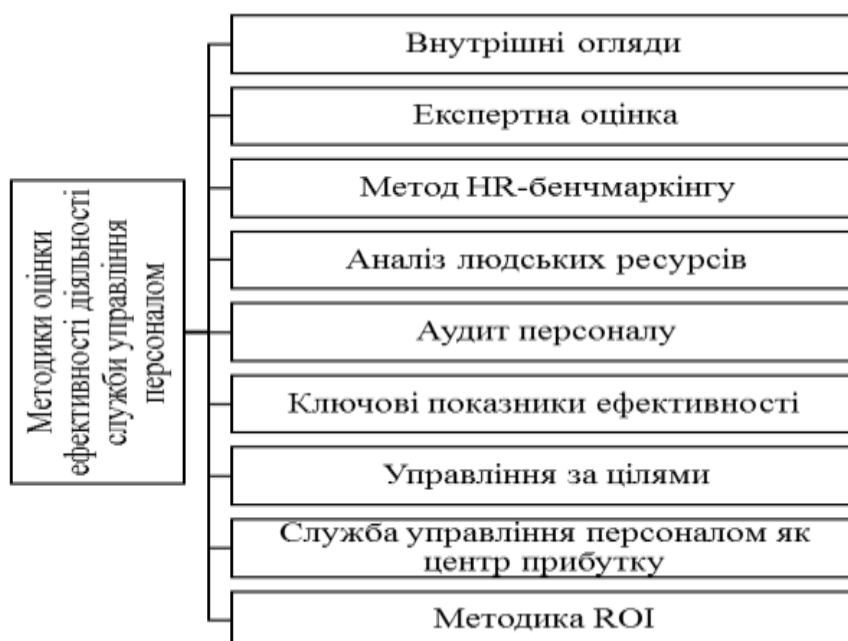 Методики оцінки
ефективності діяльності
служби управління
персоналом
Внутрішні огляди
Експертна оцінка
Метод HR-бенчмаркінгу
Аналіз людських ресурсів
Аудит персоналу
Ключові показники ефективності
Управління за цілями
Служба управління персоналом як
центр прибутку
Методика ROI